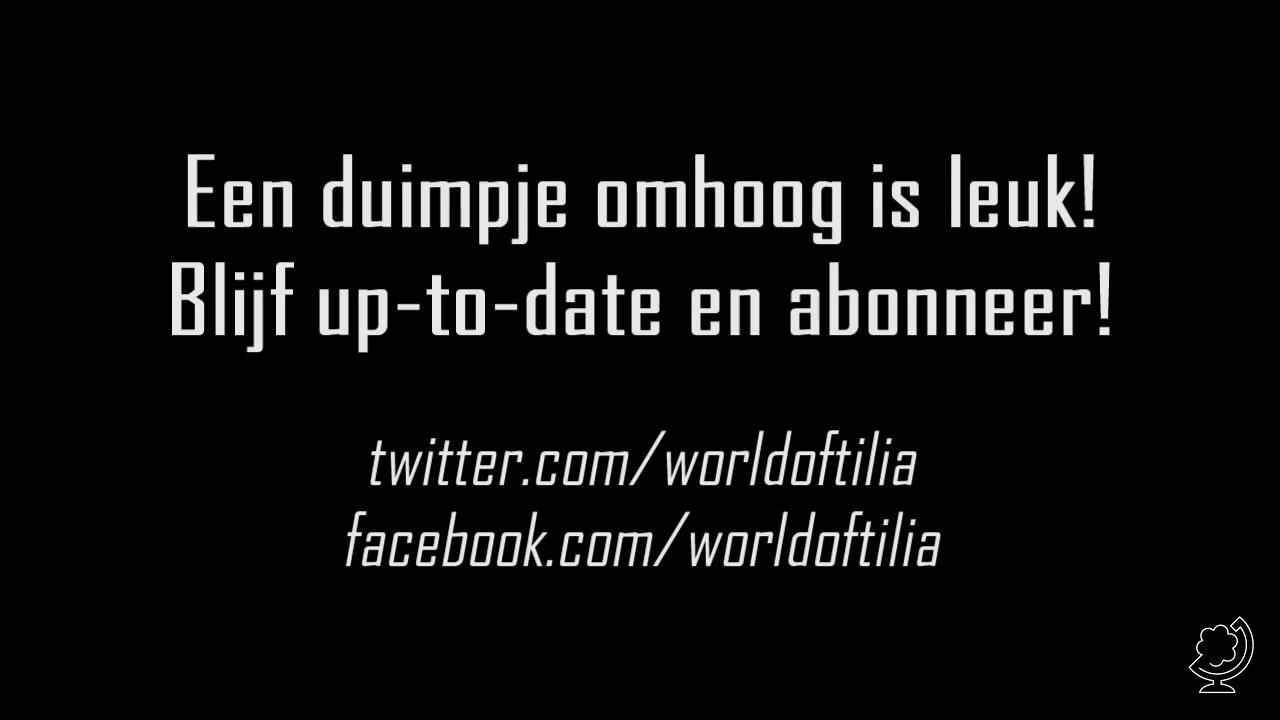 Een duimpje omhoog is leuk!
Blijf up-to-date en abonneer!
twitter.com/worldoftilia
facebook.com/worldoftilia